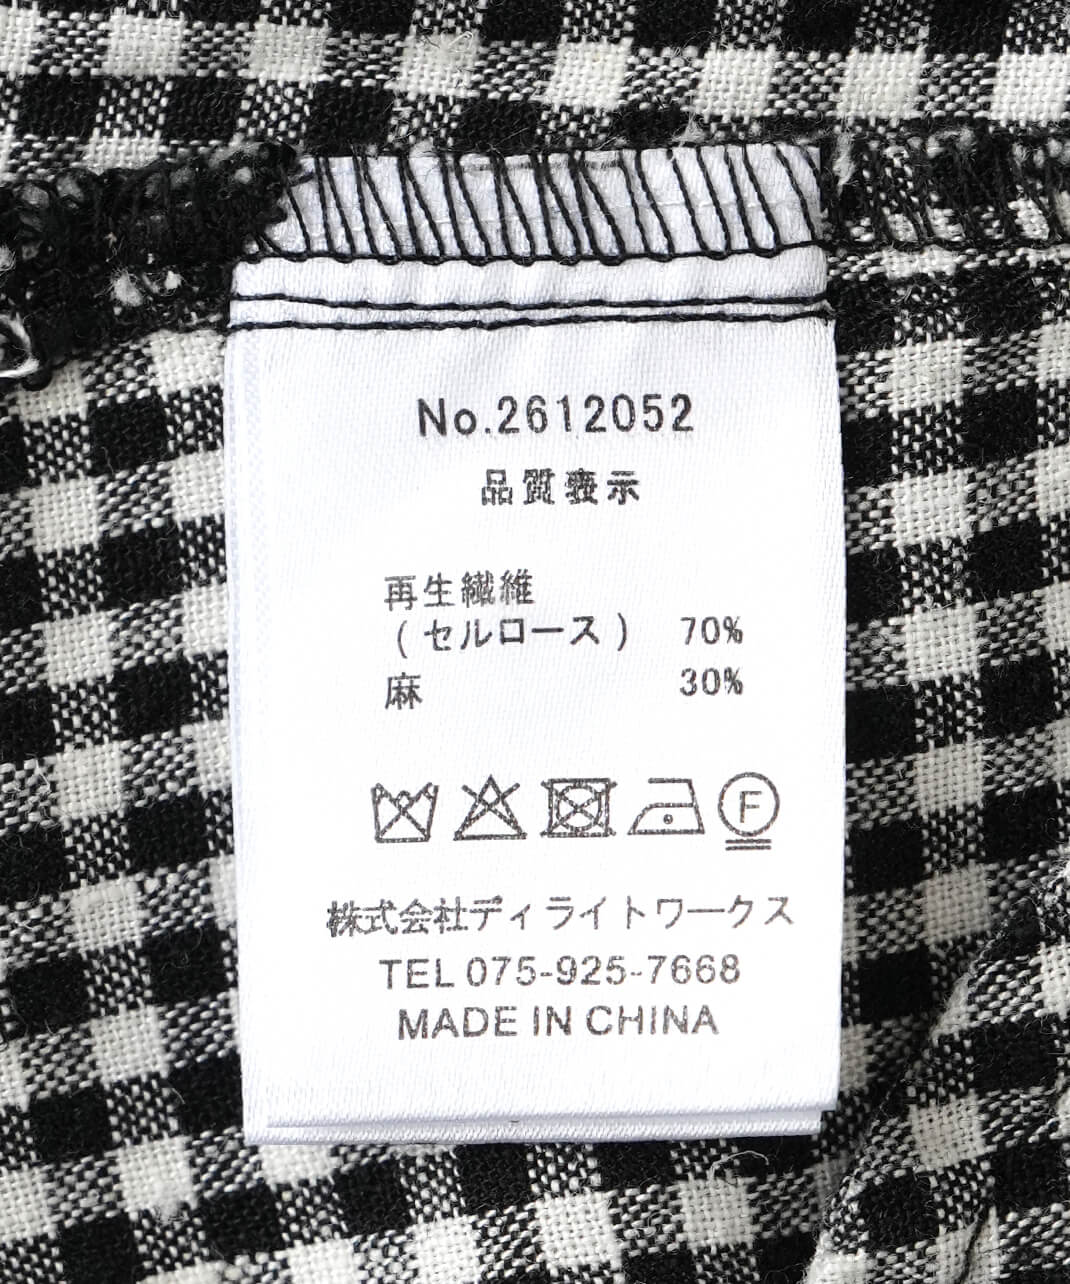 No.2612052
品質表示
再生繊維
(セルロース) 70%
麻 30%
F
株式会社ディライトワークス
TEL 075-925-7668
MADE IN CHINA